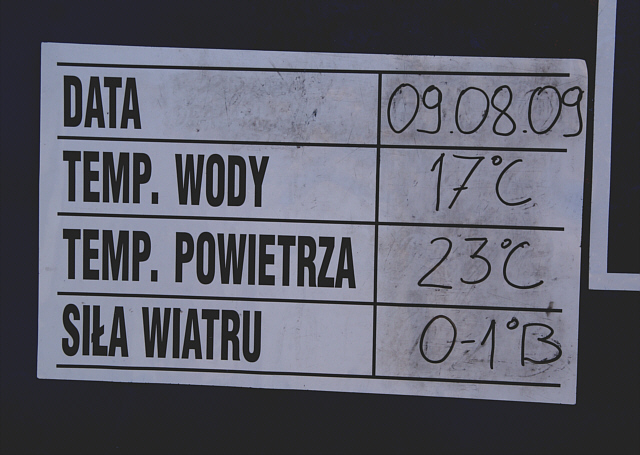 DATA 09.08.09
TEMP. WODY 17°C
TEMP. POWIETRZA 23°C
SIŁA WIATRU 0-1°B